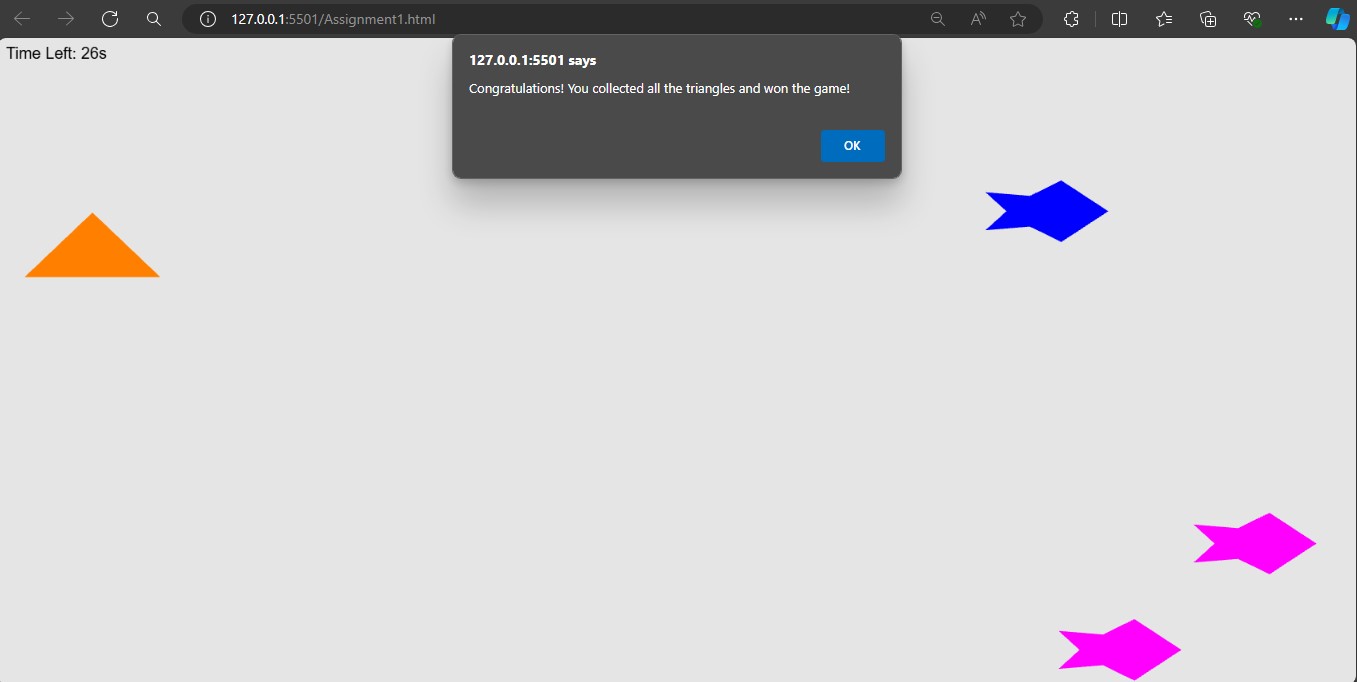 127.0.0.1:5501/Assignment1.html
Time Left: 26s
127.0.0.1:5501 says
Congratulations! You collected all the triangles and won the game!
OK